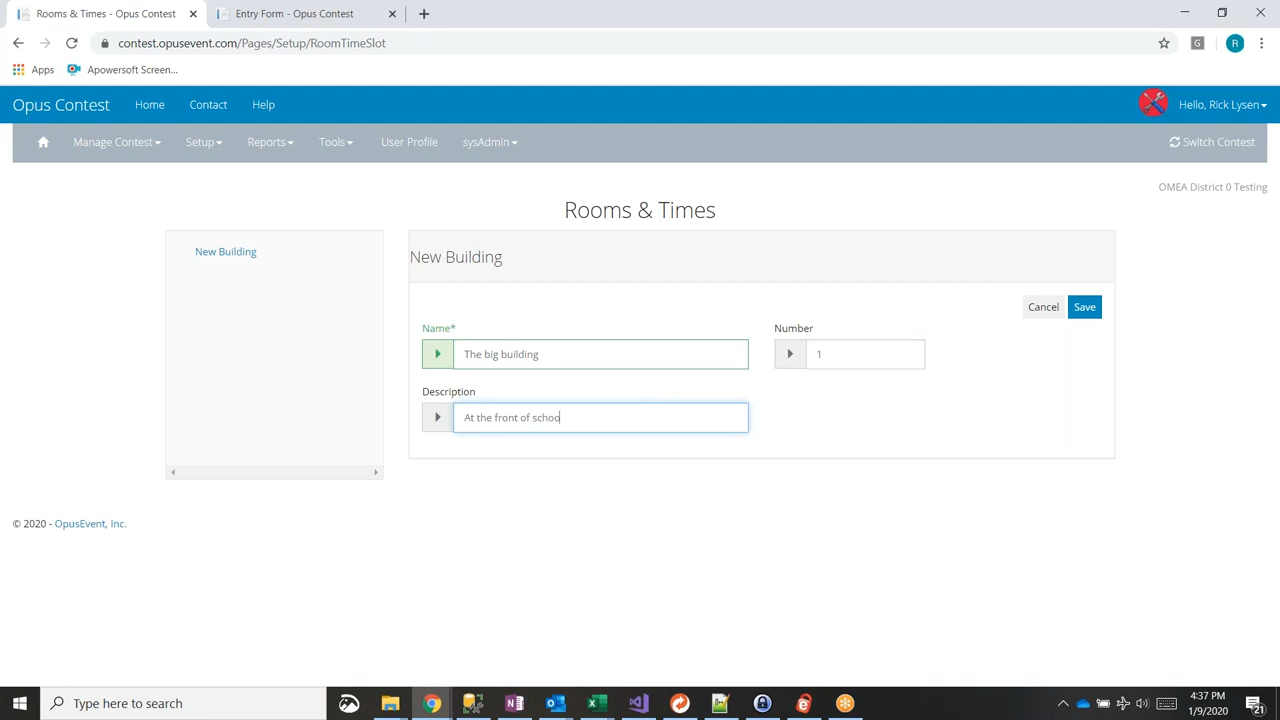 Rooms & Times - Opus Contest
Entry Form - Opus Contest
contest.opusevent.com/Pages/Setup/RoomTimeSlot
G
R
Apps
Apowersoft Screen...
Opus Contest
Home
Contact
Help
Hello, Rick Lysen
Manage Contest
Setup
Reports
Tools
User Profile
sysAdmin
Switch Contest
OMEA District 0 Testing
Rooms & Times
New Building
New Building
Cancel
Save
Name*
Number
The big building
1
Description
At the front of schoo
© 2020 - OpusEvent, Inc.
Type here to search
4:37 PM
1/9/2020
21